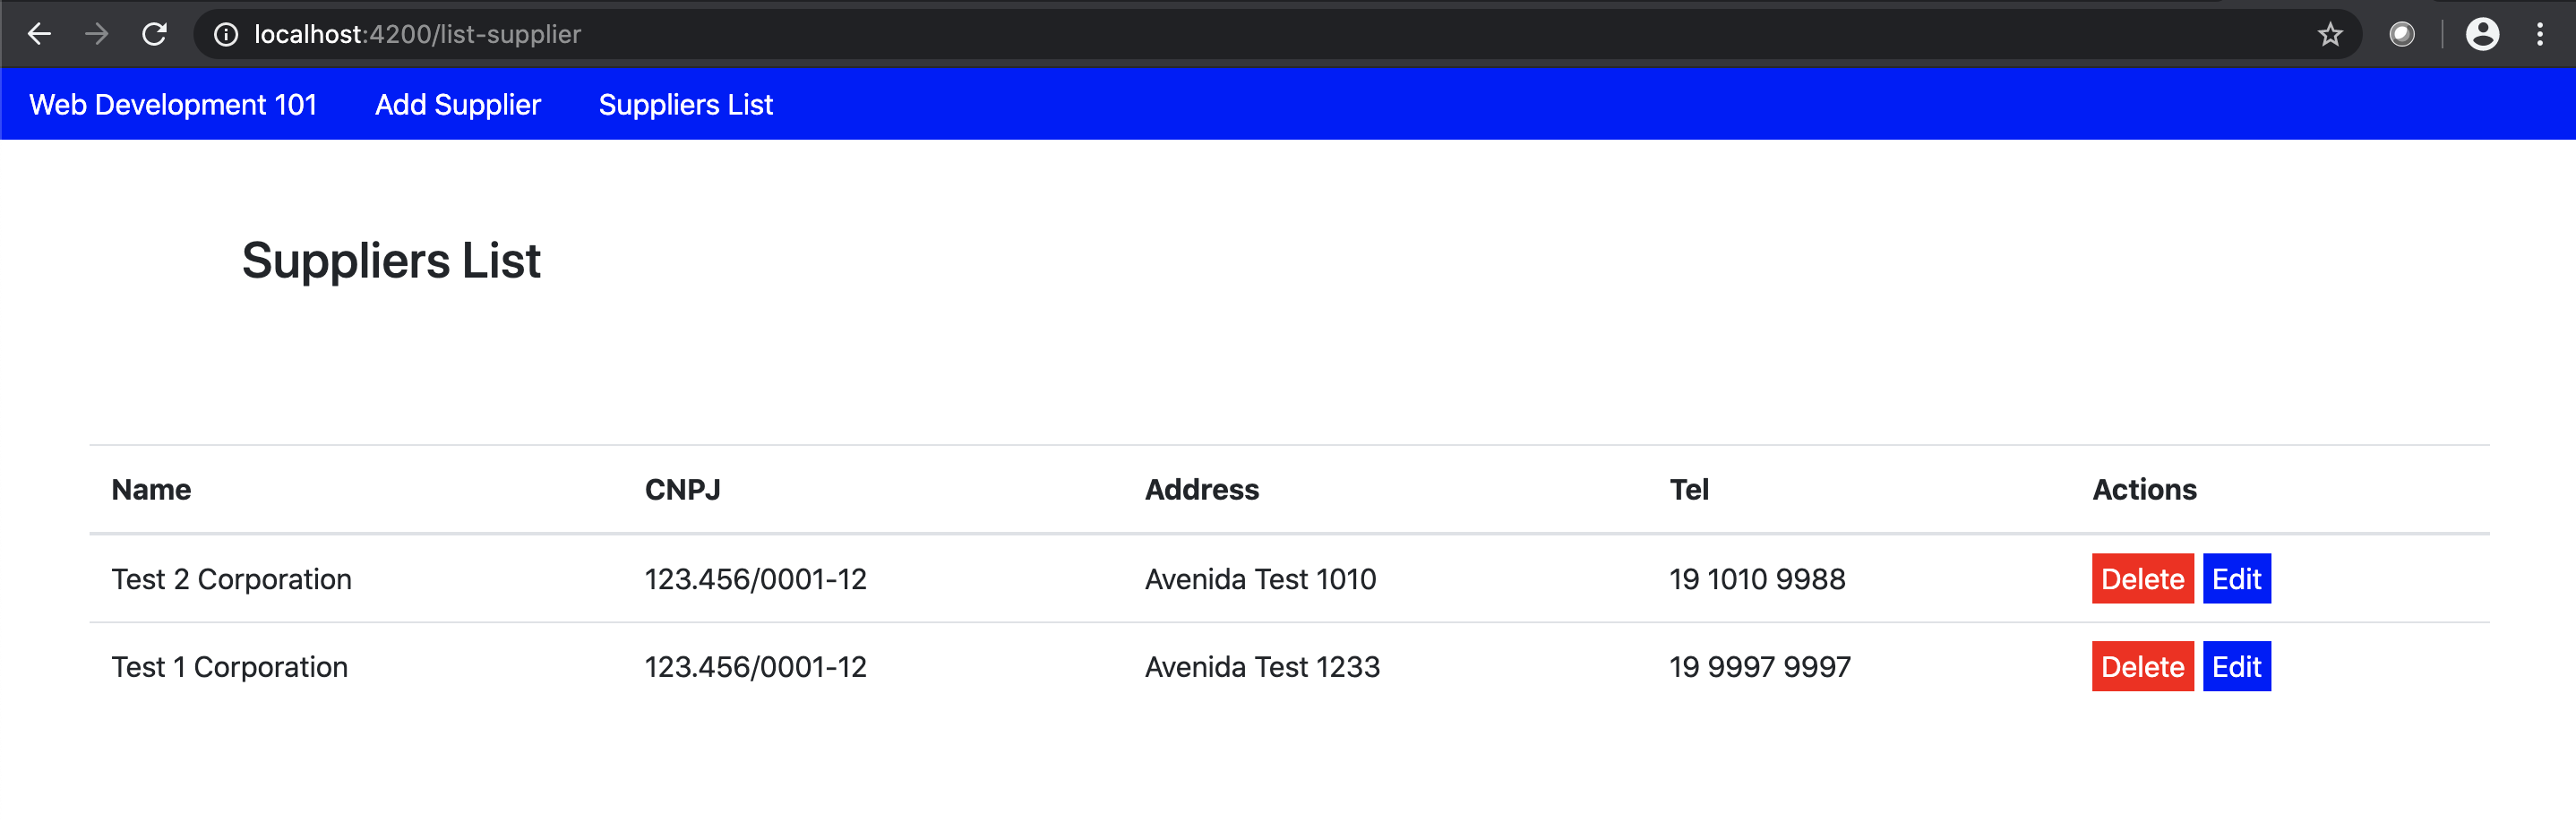 localhost:4200/list-supplier
Web Development 101 Add Supplier Suppliers List
Suppliers List
Name CNPJ Address Tel Actions
Test 2 Corporation 123.456/0001-12 Avenida Test 1010 19 1010 9988 Delete Edit
Test 1 Corporation 123.456/0001-12 Avenida Test 1233 19 9997 9997 Delete Edit